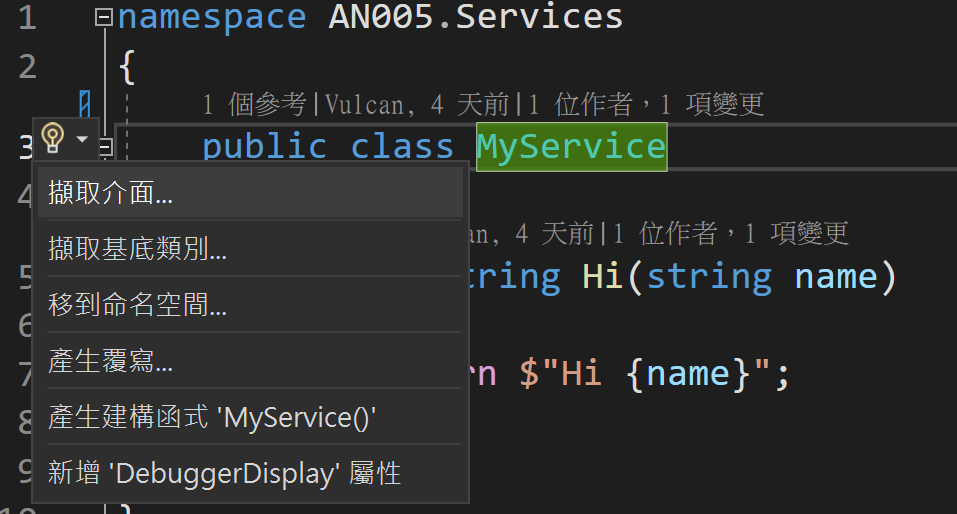 1 namespace AN005.Services
2 {
1 個參考|Vulcan, 4 天前|1 位作者，1 項變更
3 public class MyService
擷取介面...
4
擷取基底類別...
4 天前|1 位作者，1 項變更
5 Hi(string name)
移到命名空間...
6
產生覆寫...
7 $"Hi {name}";
產生建構函式 'MyService()'
8
新增 'DebuggerDisplay' 屬性
9
}